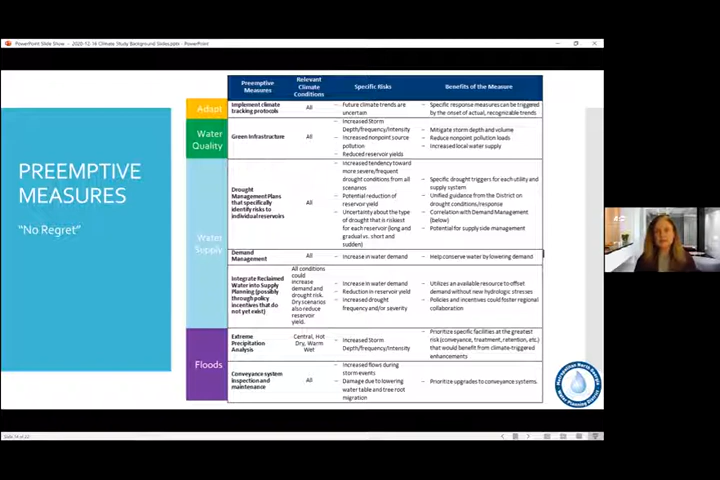 PowerPoint Slide Show - 2020-12-14 Climate Study Background Slides.pptx - PowerPoint
PREEMPTIVE
MEASURES
"No Regret"
Preemptive
Measures
Relevant
Climate
Conditions
Specific Risks
Benefits of the Measure
Adapt
Implement climate
tracking protocols
All
– Future climate trends are
uncertain
– Specific response measures can be triggered
by the onset of actual, recognizable trends
Water
Quality
Green Infrastructure
All
– Increased Storm
Depth/frequency/intensity
– Increased nonpoint source
pollution
– Reduced reservoir yields
– Mitigate storm depth and volume
– Reduce nonpoint pollution loads
– Increased local water supply
Water
Supply
Drought
Management Plans
that specifically
identify risks to
individual reservoirs
All
– Increased tendency toward
more severe/frequent
drought conditions from all
scenarios
– Potential reduction of
reservoir yield
– Uncertainty about the type
of drought that is riskiest
for each reservoir (long and
gradual vs. short and
sudden)
– Specific drought triggers for each utility and
supply system
– Unified guidance from the District on
drought conditions/response
– Correlation with Demand Management
(below)
– Potential for supply side management
Demand
Management
All
– Increase in water demand
– Help conserve water by lowering demand
Integrate Reclaimed
Water into Supply
Planning (possibly
through policy
incentives that do
not yet exist)
All conditions
could
increase
demand and
drought risk.
Dry scenarios
also reduce
reservoir
yield.
– Increase in water demand
– Reduction in reservoir yield
– Increased drought
frequency and/or severity
– Utilizes an available resource to offset
demand without new hydrologic stresses
– Policies and incentives could foster regional
collaboration
Floods
Extreme
Precipitation
Analysis
Central, Hot
Dry, Warm
Wet
– Increased Storm
Depth/Frequency/Intensity
– Prioritize specific facilities at the greatest
risk (conveyance, treatment, retention, etc.)
that would benefit from climate-triggered
enhancements
Conveyance system
inspection and
maintenance
All
– Increased flows during
storm events
– Damage due to lowering
water table and tree root
migration
– Prioritize upgrades to conveyance systems.
Metropolitan North Georgia
Water Planning District